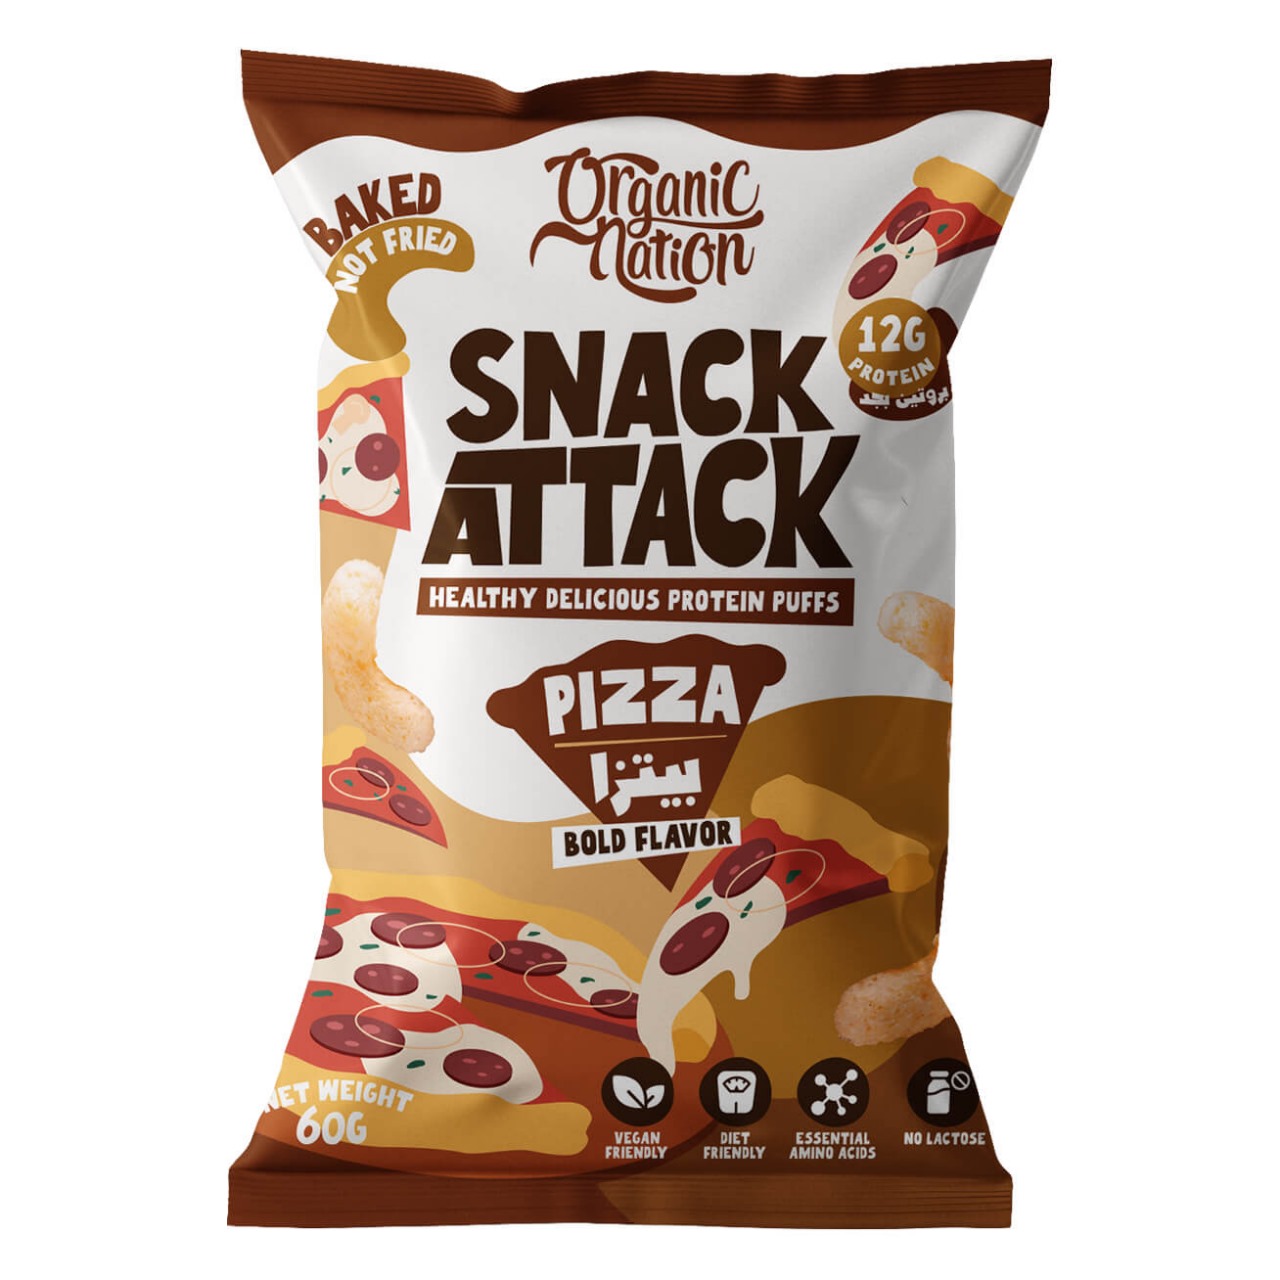 Organic
Nation
BAKED
NOT FRIED
12G
PROTEIN
بروتين بجد
SNACK
ATTACK
HEALTHY DELICIOUS PROTEIN PUFFS
PIZZA
بيتزا
BOLD FLAVOR
NET WEIGHT
60G
VEGAN
FRIENDLY
DIET
FRIENDLY
ESSENTIAL
AMINO ACIDS
NO LACTOSE